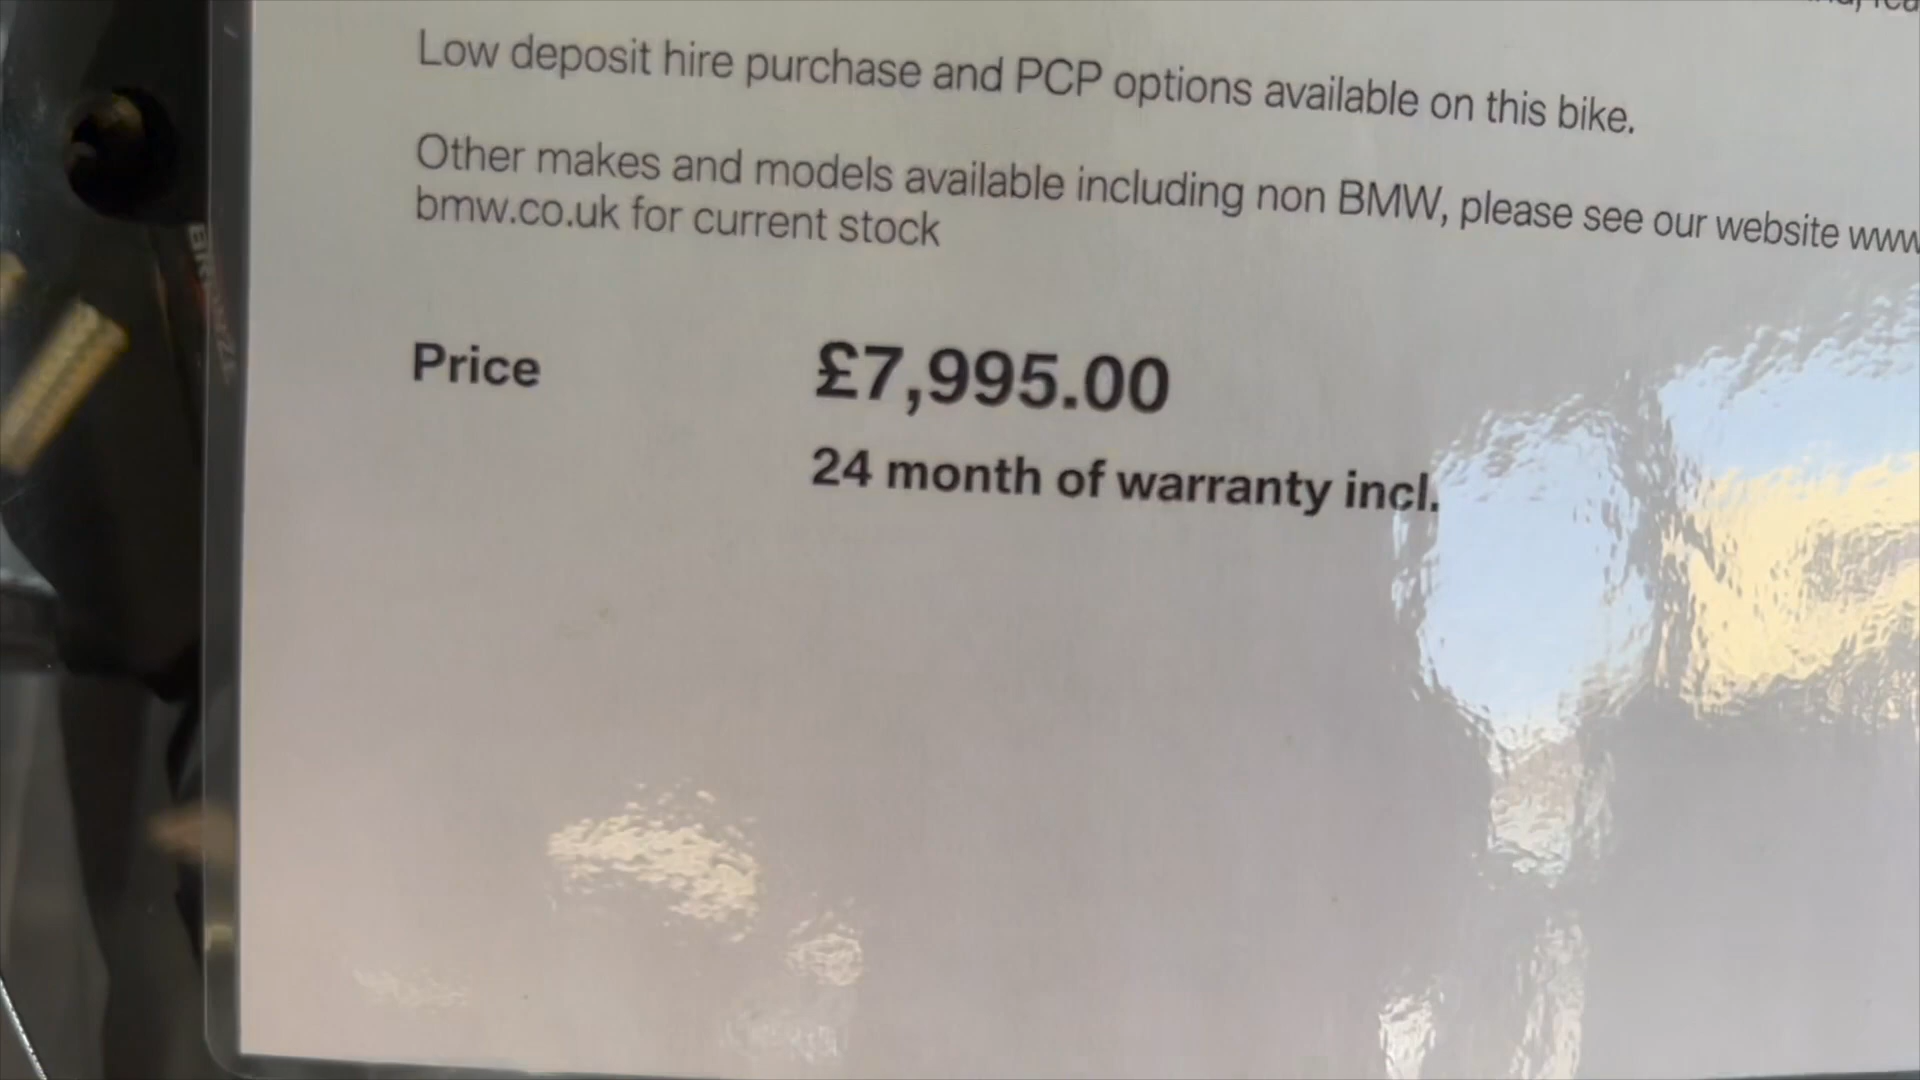 Low deposit hire purchase and PCP options available on this bike.
Other makes and models available including non BMW, please see our website www
bmw.co.uk for current stock
Price £7,995.00
24 month of warranty incl.